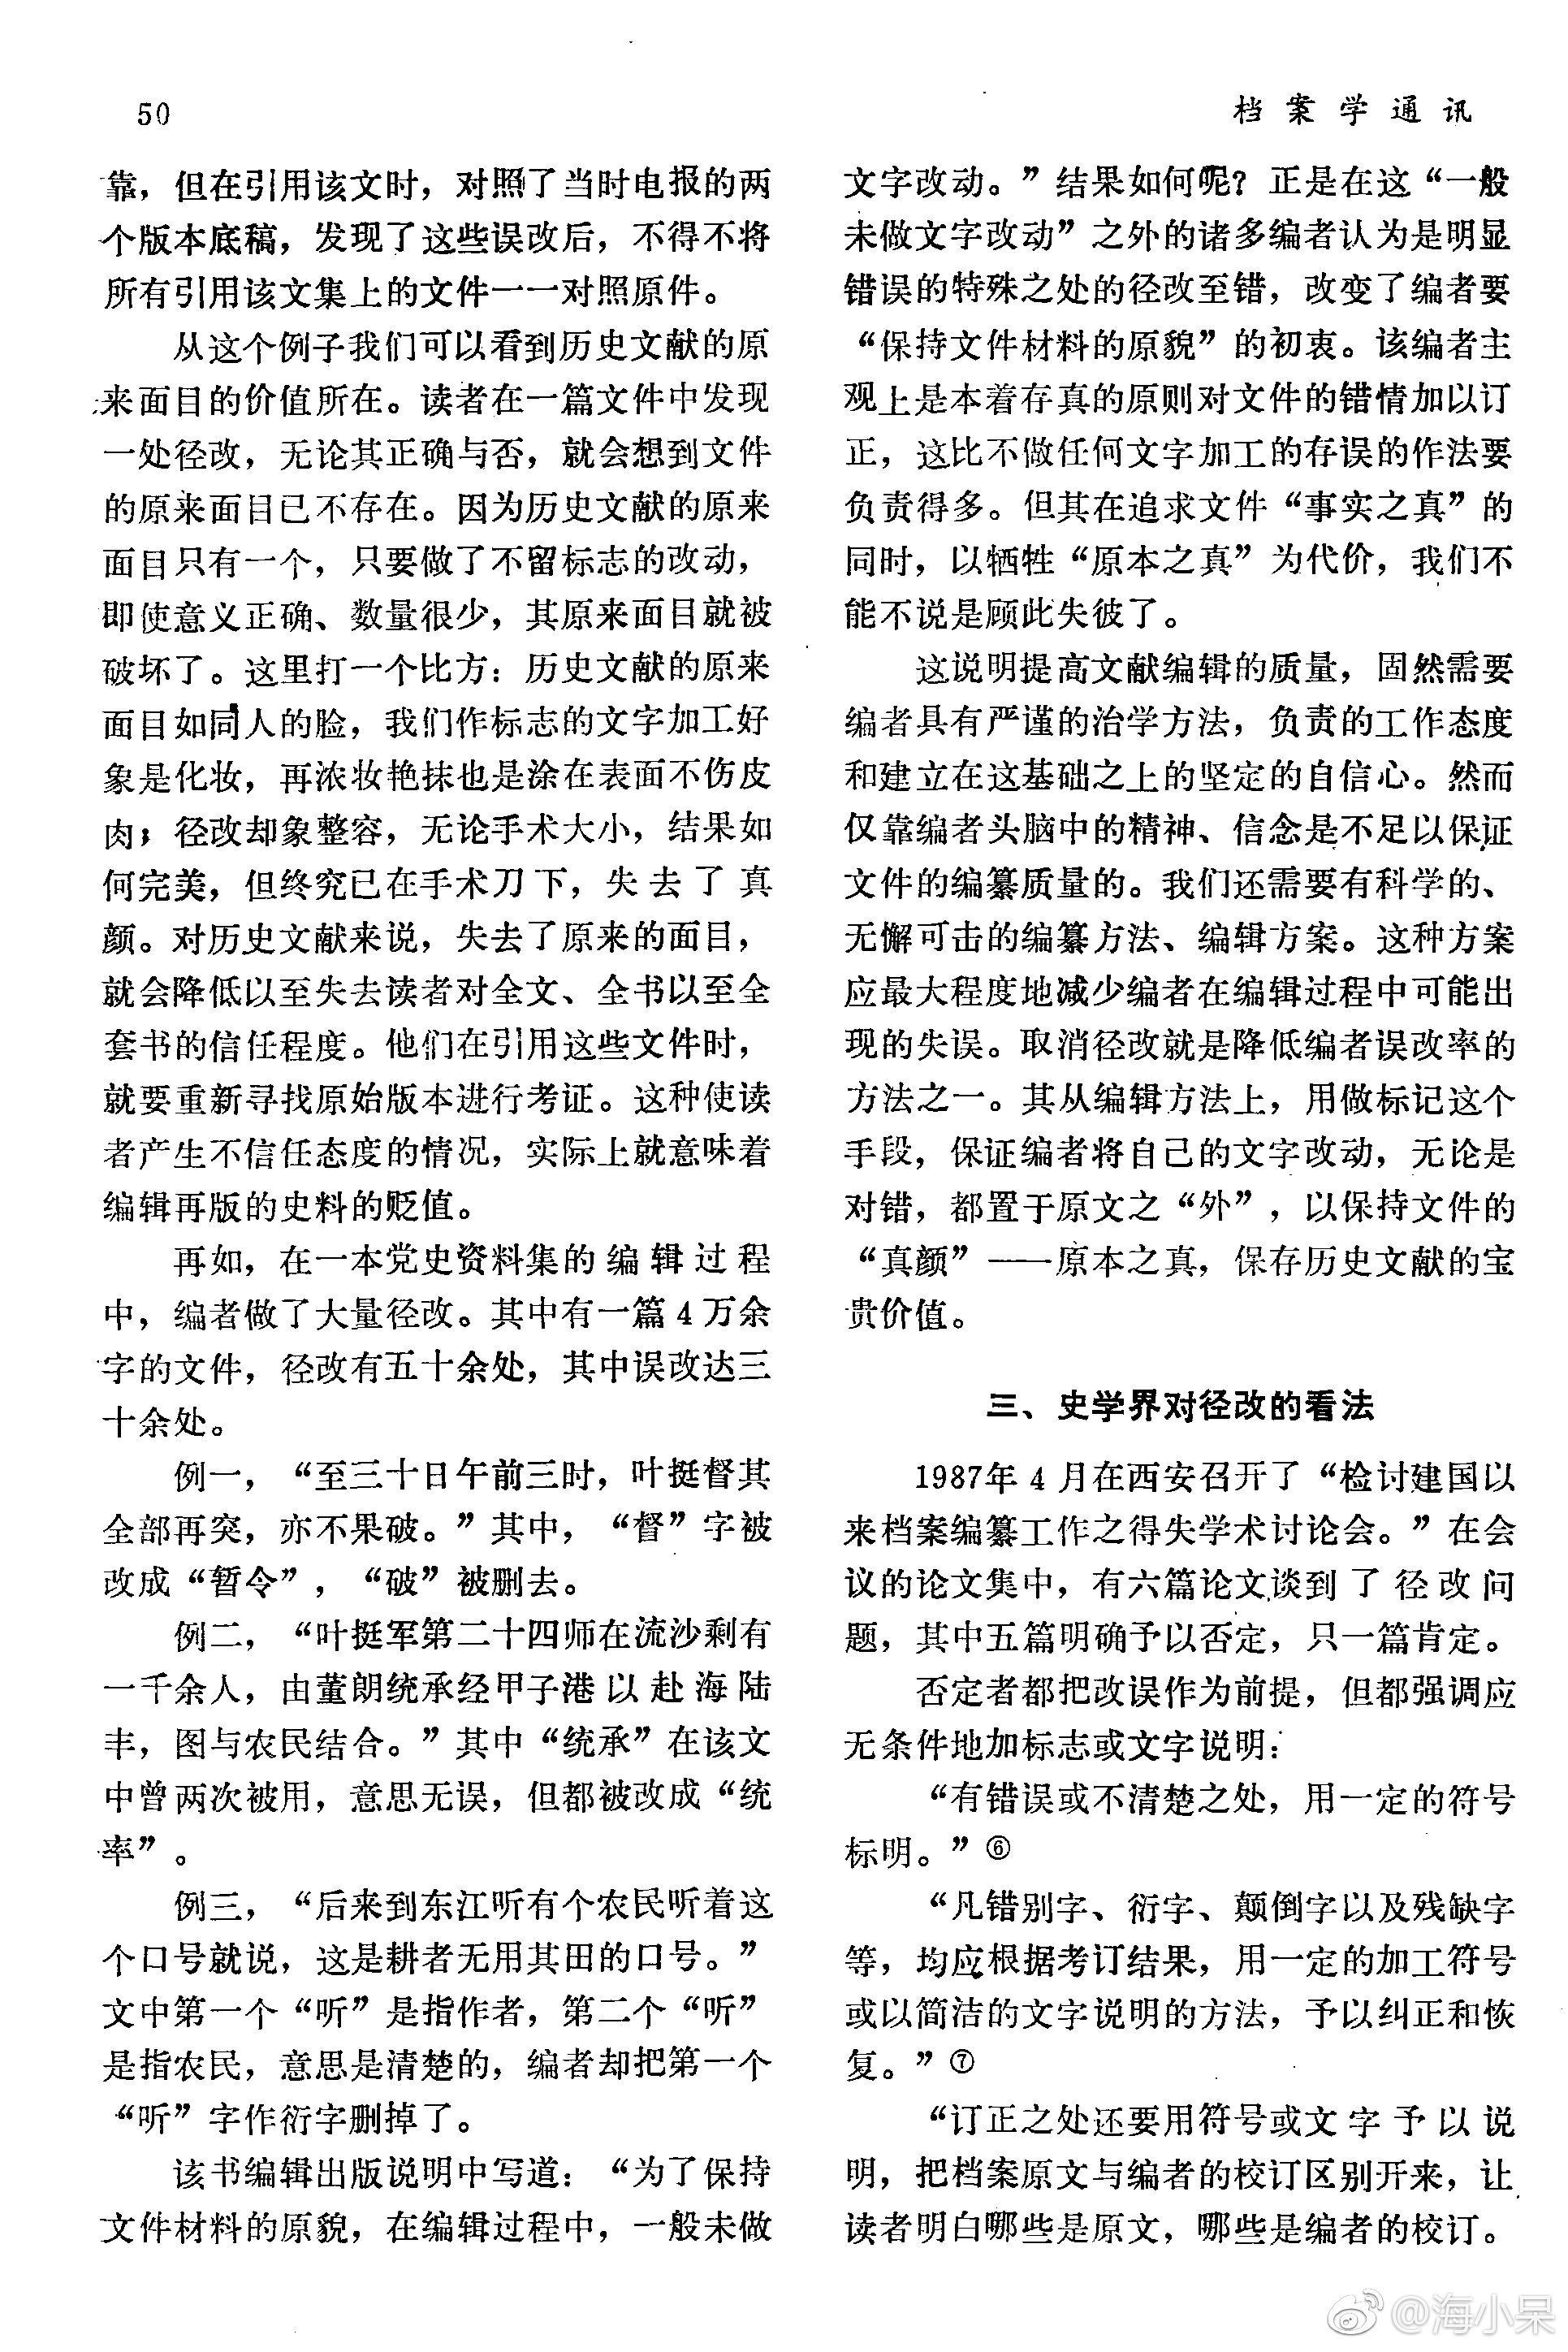 50
档案学通讯
靠，但在引用该文时，对照了当时电报的两
个版本底稿，发现了这些误改后，不得不将
所有引用该文集上的文件一一对照原件。
从这个例子我们可以看到历史文献的原
来面目的价值所在。读者在一篇文件中发现
一处径改，无论其正确与否，就会想到文件
的原来面目已不存在。因为历史文献的原来
面目只有一个，只要做了不留标志的改动，
即使意义正确、数量很少，其原来面目就被
破坏了。这里打一个比方：历史文献的原来
面目如同人的脸，我们作标志的文字加工好
象是化妆，再浓妆艳抹也是涂在表面不伤皮
肉；径改却象整容，无论手术大小，结果如
何完美，但终究已在手术刀下，失去了真
颜。对历史文献来说，失去了原来的面目，
就会降低以至失去读者对全文、全书以至全
套书的信任程度。他们在引用这些文件时，
就要重新寻找原始版本进行考证。这种使读
者产生不信任态度的情况，实际上就意味着
编辑再版的史料的贬值。
再如，在一本党史资料集的编辑过程
中，编者做了大量径改。其中有一篇4万余
字的文件，径改有五十余处，其中误改达三
十余处。
例一，“至三十日午前三时，叶挺督其
全部再突，亦不果破。”其中，“督”字被
改成“暂令”，“破”被删去。
例二，“叶挺军第二十四师在流沙剩有
一千余人，由董朗统承经甲子港以赴海陆
丰，图与农民结合。”其中“统承”在该文
中曾两次被用，意思无误，但都被改成“统
率”。
例三，“后来到东江听有个农民听着这
个口号就说，这是耕者无用其田的口号。”
文中第一个“听”是指作者，第二个“听”
是指农民，意思是清楚的，编者却把第一个
“听”字作衍字删掉了。
该书编辑出版说明中写道：“为了保持
文件材料的原貌，在编辑过程中，一般未做
文字改动。”结果如何呢？正是在这“一般
未做文字改动”之外的诸多编者认为是明显
错误的特殊之处的径改至错，改变了编者要
“保持文件材料的原貌”的初衷。该编者主
观上是本着存真的原则对文件的错情加以订
正，这比不做任何文字加工的存误的作法要
负责得多。但其在追求文件“事实之真”的
同时，以牺牲“原本之真”为代价，我们不
能不说是顾此失彼了。
这说明提高文献编辑的质量，固然需要
编者具有严谨的治学方法，负责的工作态度
和建立在这基础之上的坚定的自信心。然而
仅靠编者头脑中的精神、信念是不足以保证
文件的编纂质量的。我们还需要有科学的、
无懈可击的编纂方法、编辑方案。这种方案
应最大程度地减少编者在编辑过程中可能出
现的失误。取消径改就是降低编者误改率的
方法之一。其从编辑方法上，用做标记这个
手段，保证编者将自己的文字改动，无论是
对错，都置于原文之“外”，以保持文件的
“真颜”——原本之真，保存历史文献的宝
贵价值。
三、史学界对径改的看法
1987年4月在西安召开了“检讨建国以
来档案编纂工作之得失学术讨论会。”在会
议的论文集中，有六篇论文谈到了径改问
题，其中五篇明确予以否定，只一篇肯定。
否定者都把改误作为前提，但都强调应
无条件地加标志或文字说明：
“有错误或不清楚之处，用一定的符号
标明。”⑥
“凡错别字、衍字、颠倒字以及残缺字
等，均应根据考订结果，用一定的加工符号
或以简洁的文字说明的方法，予以纠正和恢
复。”⑦
“订正之处还要用符号或文字予以说
明，把档案原文与编者的校订区别开来，让
读者明白哪些是原文，哪些是编者的校订。
@海小呆